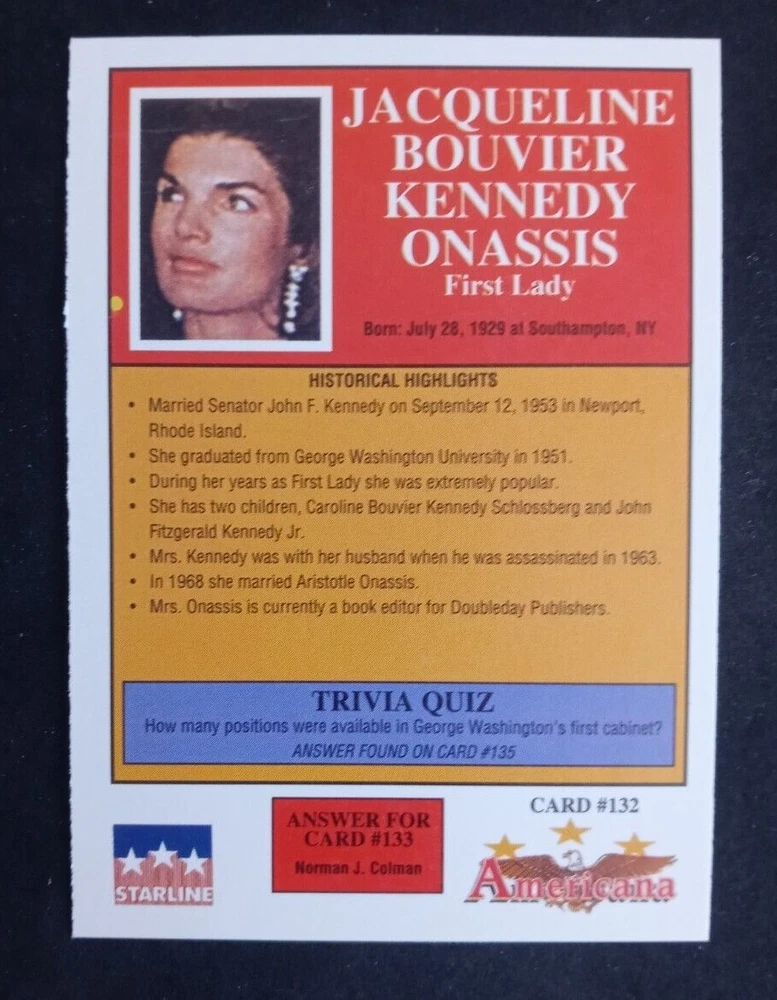 JACQUELINE
BOUVIER
KENNEDY
ONASSIS
First Lady
Born: July 28, 1929 at Southampton, NY
HISTORICAL HIGHLIGHTS
• Married Senator John F. Kennedy on September 12, 1953 in Newport,
Rhode Island.
• She graduated from George Washington University in 1951.
• During her years as First Lady she was extremely popular.
• She has two children, Caroline Bouvier Kennedy Schlossberg and John
Fitzgerald Kennedy Jr.
• Mrs. Kennedy was with her husband when he was assassinated in 1963.
• In 1968 she married Aristotle Onassis.
• Mrs. Onassis is currently a book editor for Doubleday Publishers.
TRIVIA QUIZ
How many positions were available in George Washington's first cabinet?
ANSWER FOUND ON CARD #135
STARLINE
ANSWER FOR
CARD #133
Norman J. Colman
CARD #132
Americana